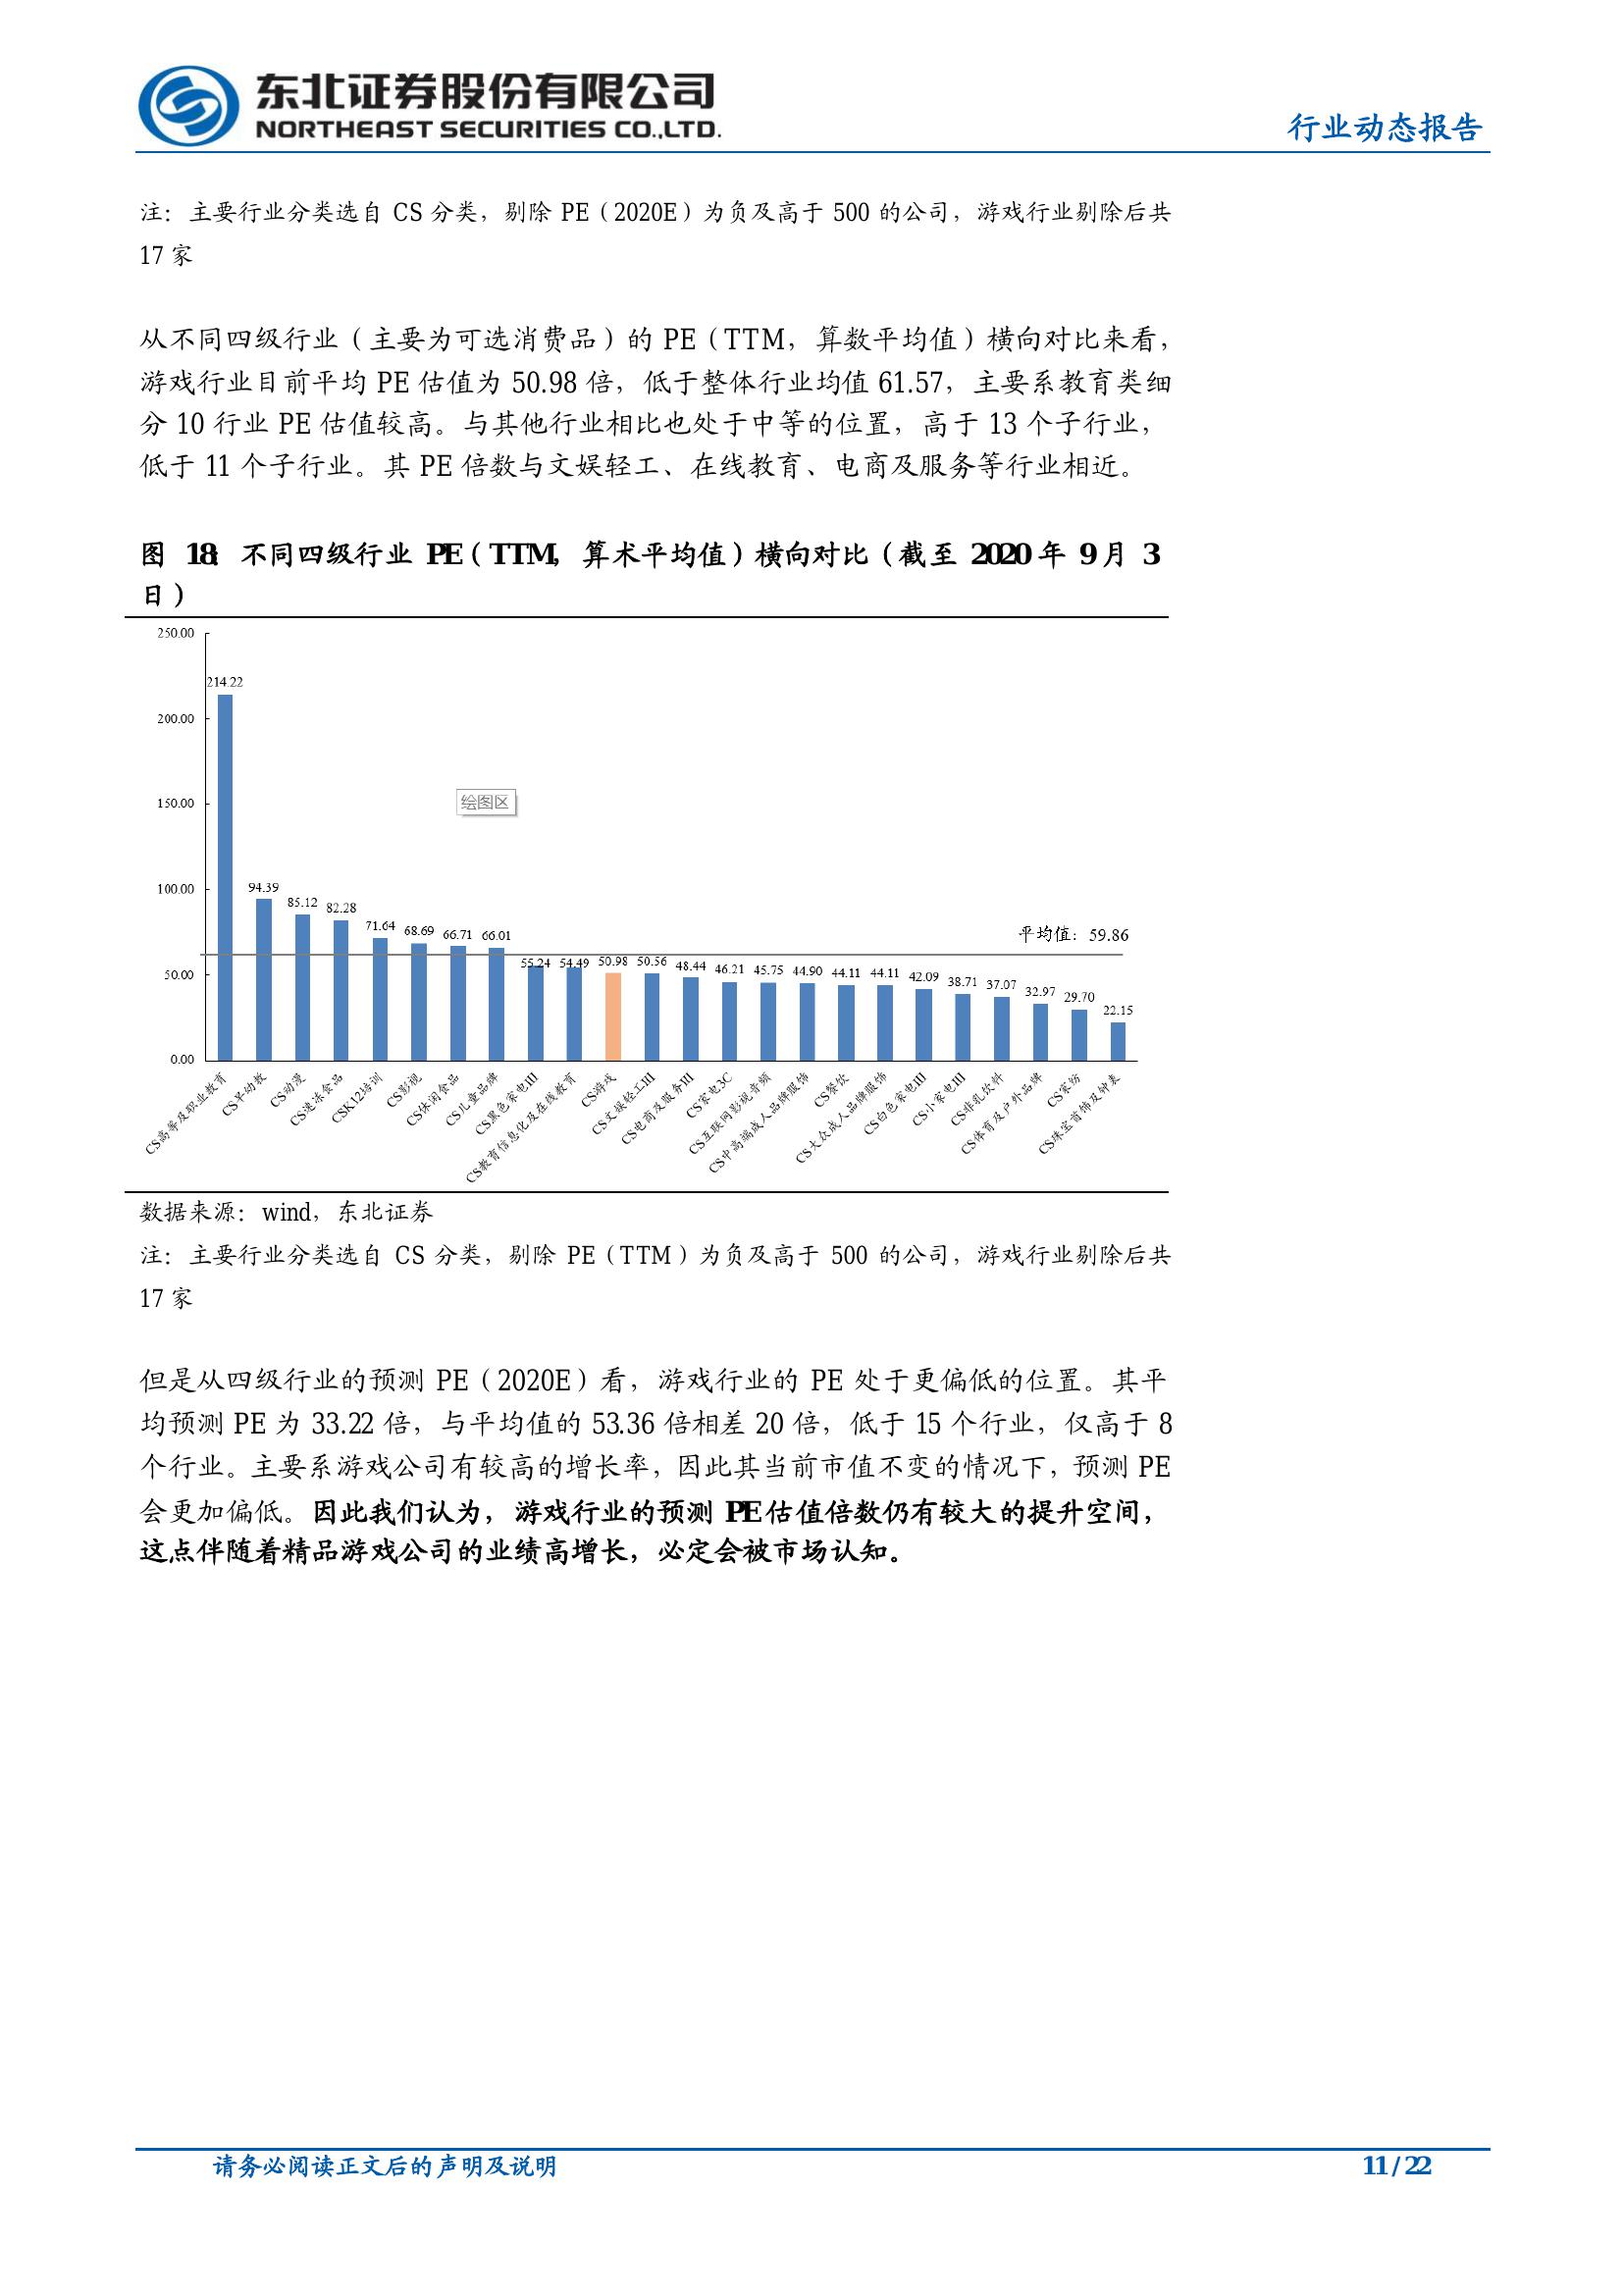 东北证券股份有限公司
NORTHEAST SECURITIES CO.,LTD.
行业动态报告
注：主要行业分类选自 CS 分类，剔除 PE（2020E）为负及高于 500 的公司，游戏行业剔除后共
17 家
从不同四级行业（主要为可选消费品）的 PE（TTM，算数平均值）横向对比来看，
游戏行业目前平均 PE 估值为 50.98 倍，低于整体行业均值 61.57，主要系教育类细
分 10 行业 PE 估值较高。与其他行业相比也处于中等的位置，高于 13 个子行业，
低于 11 个子行业。其 PE 倍数与文娱轻工、在线教育、电商及服务等行业相近。
图 18：不同四级行业 PE（TTM，算术平均值）横向对比（截至 2020 年 9 月 3
日）
250.00
200.00
150.00
100.00
50.00
0.00
214.22
94.39
85.12
82.28
71.64
68.69
66.71
66.01
55.24
54.49
50.98
50.56
48.44
46.21
45.75
44.90
44.11
44.11
42.09
38.71
37.07
32.97
29.70
22.15
绘图区
平均值：59.86
CS高等及职业教育
CS早幼教
CS动漫
CS速冻食品
CSK12培训
CS影视
CS休闲食品
CS儿童品牌
CS黑色家电III
CS教育信息化及在线教育
CS游戏
CS文娱轻工III
CS电商及服务III
CS家电3C
CS互联网影视音频
CS中高端成人品牌服饰
CS餐饮
CS大众成人品牌服饰
CS白色家电III
CS小家电III
CS非乳饮料
CS体育及户外品牌
CS家纺
CS珠宝首饰及钟表
数据来源：wind，东北证券
注：主要行业分类选自 CS 分类，剔除 PE（TTM）为负及高于 500 的公司，游戏行业剔除后共
17 家
但是从四级行业的预测 PE（2020E）看，游戏行业的 PE 处于更偏低的位置。其平
均预测 PE 为 33.22 倍，与平均值的 53.36 倍相差 20 倍，低于 15 个行业，仅高于 8
个行业。主要系游戏公司有较高的增长率，因此其当前市值不变的情况下，预测 PE
会更加偏低。因此我们认为，游戏行业的预测 PE 估值倍数仍有较大的提升空间，
这点伴随着精品游戏公司的业绩高增长，必定会被市场认知。
请务必阅读正文后的声明及说明
11 / 22